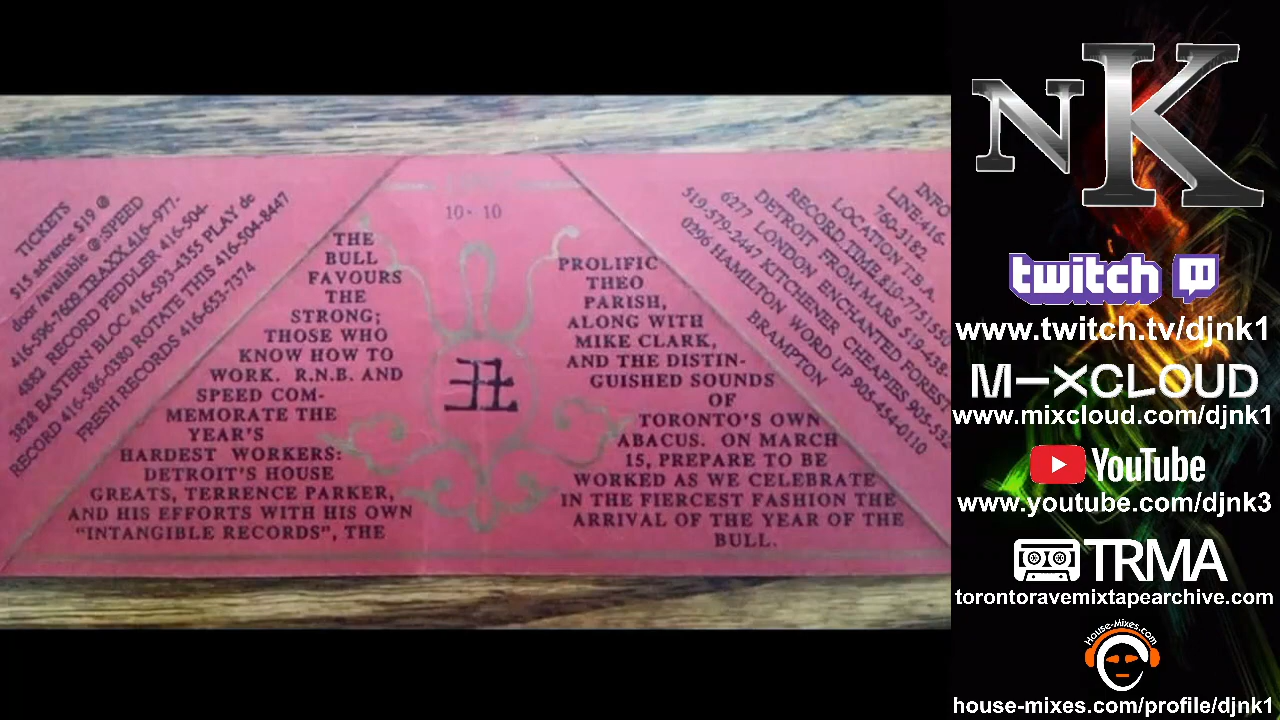 TICKETS
$15 advance $19 @
door/available @:SPEED
416-596-7609.TRAXX 416-977-
4882 RECORD PEDDLER 416-504-
3828 EASTERN BLOC 416-593-4355 PLAY de
RECORD 416-586-0380 ROTATE THIS 416-504-8447
FRESH RECORDS 416-653-7374
10-10
THE
BULL
FAVOURS
THE
STRONG;
THOSE WHO
KNOW HOW TO
WORK. R.N.B. AND
SPEED COM-
MEMORATE THE
YEAR'S
HARDEST WORKERS:
DETROIT'S HOUSE
GREATS, TERRENCE PARKER,
AND HIS EFFORTS WITH HIS OWN
"INTANGIBLE RECORDS", THE
丑
PROLIFIC
THEO
PARISH,
ALONG WITH
MIKE CLARK,
AND THE DISTIN-
GUISHED SOUNDS
OF
TORONTO'S OWN
ABACUS. ON MARCH
15, PREPARE TO BE
WORKED AS WE CELEBRATE
IN THE FIERCEST FASHION THE
ARRIVAL OF THE YEAR OF THE
BULL.
INFO
LINE-416-
760-3182.
LOCATION T.B.A.
RECORD TIME 810-775-1550
DETROIT FROM MARS 519-438-
6277 LONDON ENCHANTED FOREST
519-579-2447 KITCHENER CHEAPIES 905-52
0296 HAMILTON WORD UP 905-454-0110
BRAMPTON
NK
twitch
www.twitch.tv/djnk1
MIXCLOUD
www.mixcloud.com/djnk1
YouTube
www.youtube.com/djnk3
TRMA
torontoravemixtapearchive.com
House-Mixes.com
house-mixes.com/profile/djnk1